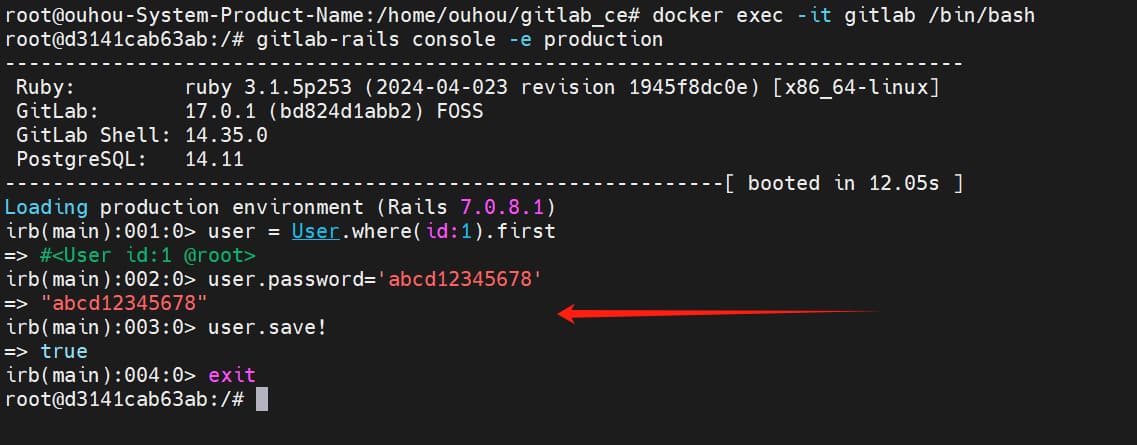 root@ouhou-System-Product-Name:/home/ouhou/gitlab_ce# docker exec -it gitlab /bin/bash
root@d3141cab63ab:/# gitlab-rails console -e production
--------------------------------------------------------------------------------
 Ruby:         ruby 3.1.5p253 (2024-04-023 revision 1945f8dc0e) [x86_64-linux]
 GitLab:       17.0.1 (bd824d1abb2) FOSS
 GitLab Shell: 14.35.0
 PostgreSQL:   14.11
------------------------------------------------------------[ booted in 12.05s ]
Loading production environment (Rails 7.0.8.1)
irb(main):001:0> user = User.where(id:1).first
=> #<User id:1 @root>
irb(main):002:0> user.password='abcd12345678'
=> "abcd12345678"
irb(main):003:0> user.save!
=> true
irb(main):004:0> exit
root@d3141cab63ab:/#